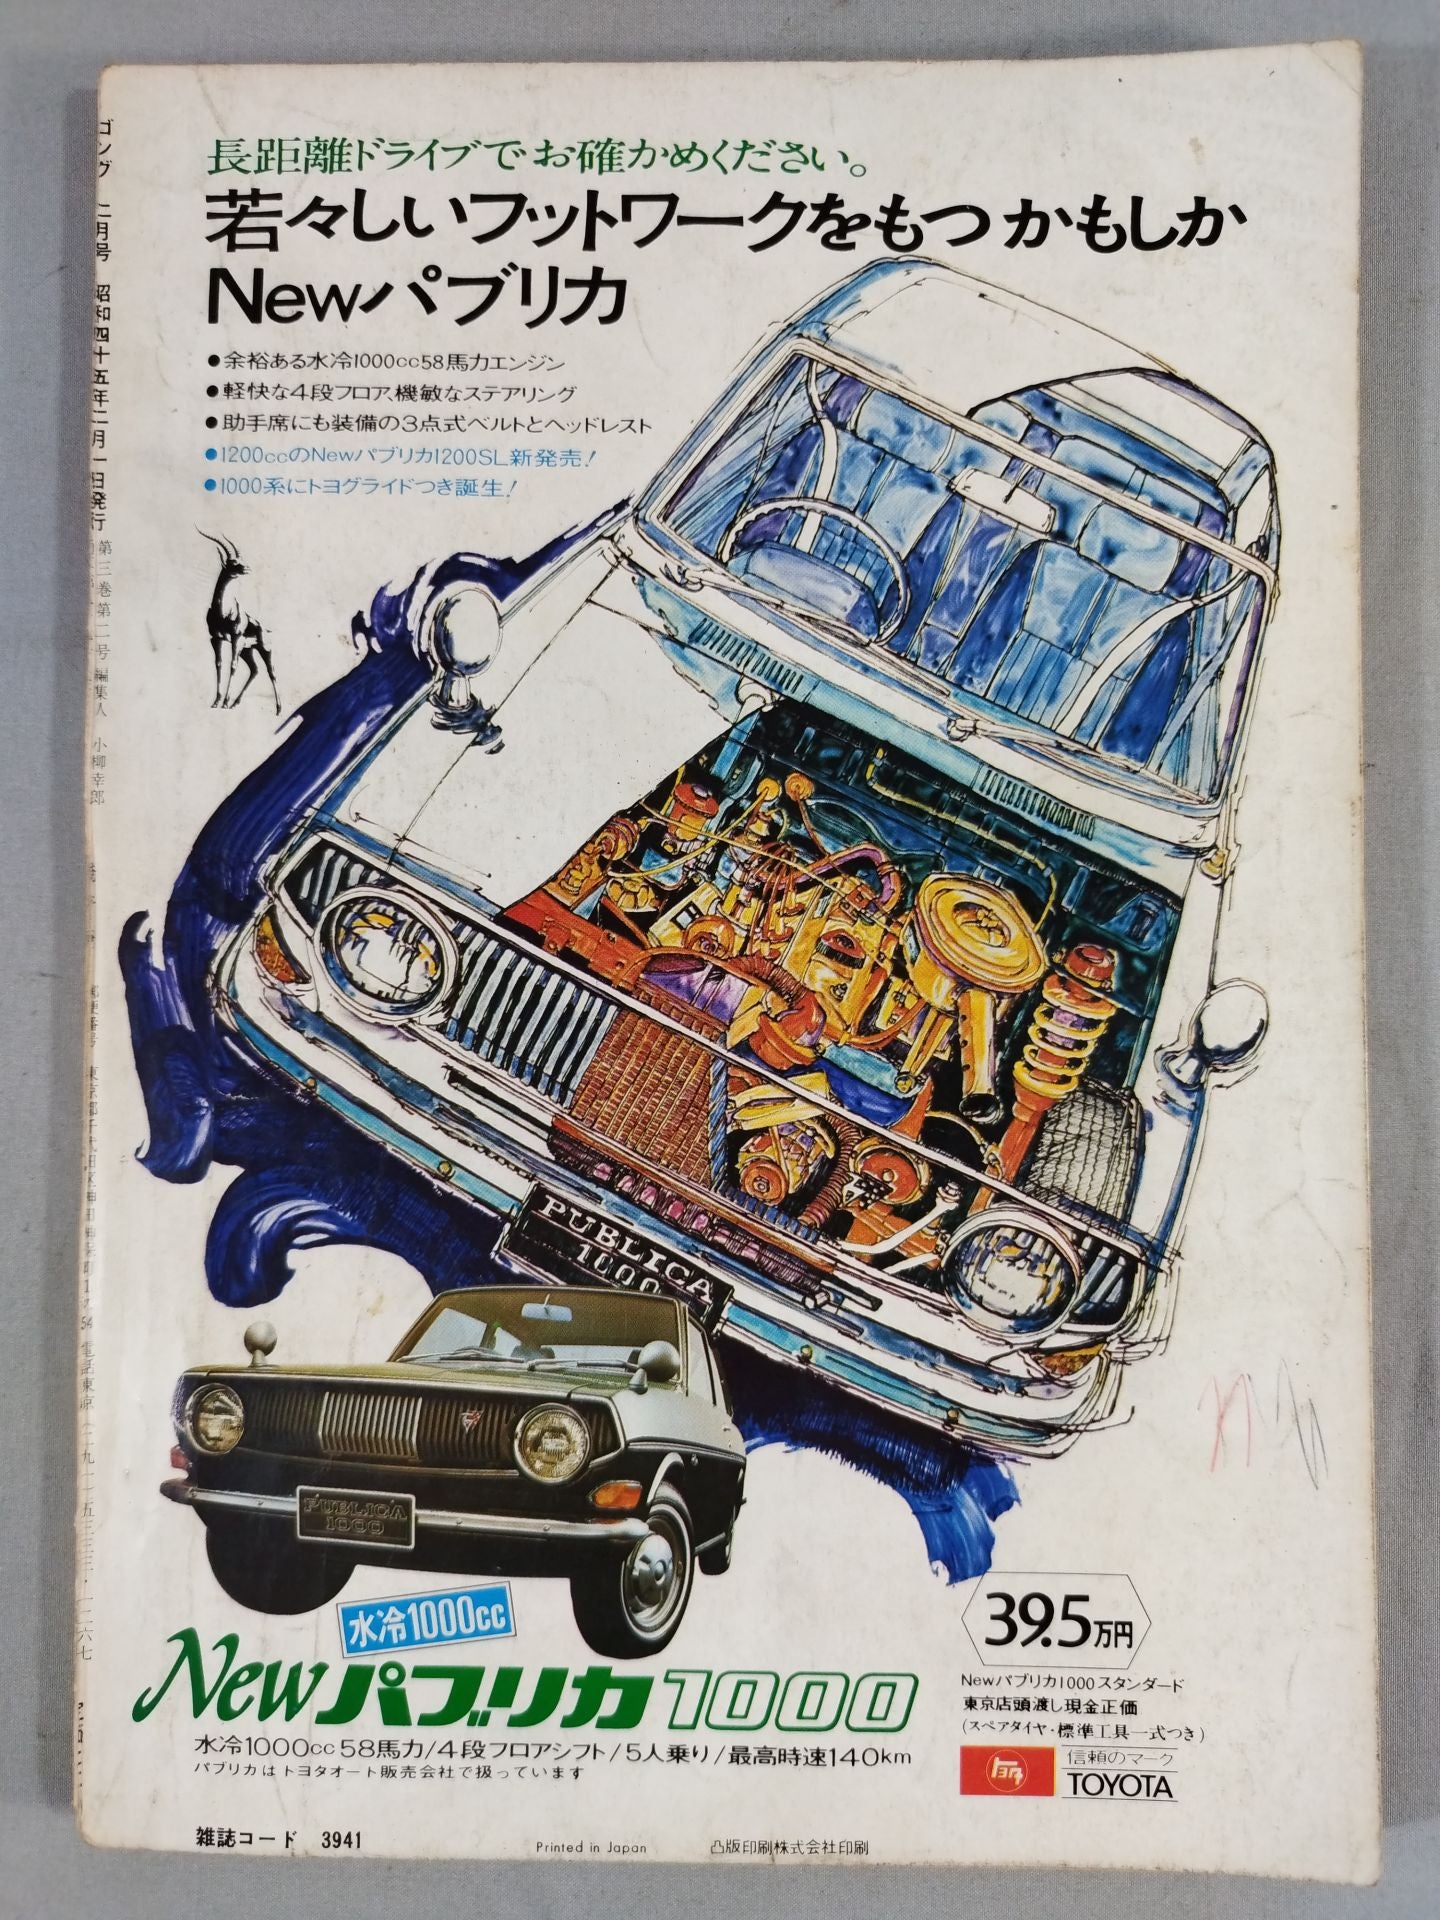 長距離ドライブでお確かめください。
若々しいフットワークをもつ かもしか
Newパブリカ
●余裕ある水冷1000cc58馬力エンジン
●軽快な4段フロア、機敏なステアリング
●助手席にも装備の3点式ベルトとヘッドレスト
●1200ccのNewパブリカ1200SL新発売!
●1000系にトヨグライドつき誕生!
ゴング 二月号 昭和四十五年二月一日発行
第三巻第二号 編集人 小柳幸郎
PUBLICA
1000
PUBLICA
1000
水冷1000cc
Newパブリカ1000
水冷1000cc58馬力/4段フロアシフト/5人乗り/最高時速140km
パブリカはトヨタオート販売会社で扱っています
39.5万円
Newパブリカ1000スタンダード
東京店頭渡し現金正価
(スペアタイヤ・標準工具一式つき)
トヨタ
信頼のマーク
TOYOTA
雑誌コード 3941
Printed in Japan
凸版印刷株式会社印刷